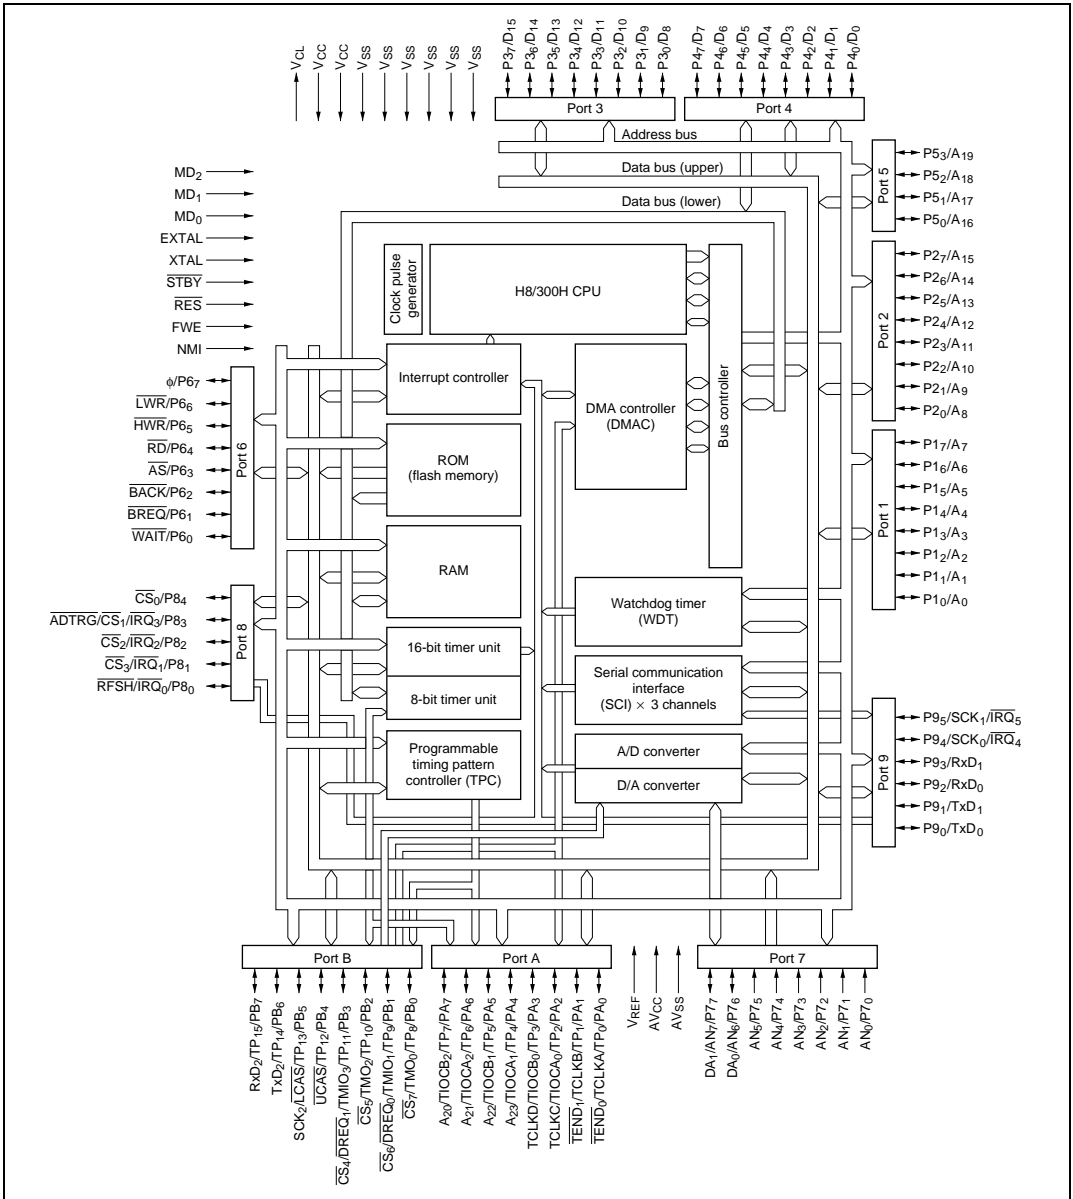 VCL
VCC
VCC
VSS
VSS
VSS
VSS
VSS
VSS
P37/D15
P36/D14
P35/D13
P34/D12
P33/D11
P32/D10
P31/D9
P30/D8
P47/D7
P46/D6
P45/D5
P44/D4
P43/D3
P42/D2
P41/D1
P40/D0
Port 3
Port 4
Address bus
Data bus (upper)
Data bus (lower)
MD2
MD1
MD0
EXTAL
XTAL
STBY
RES
FWE
NMI
Port 5
P53/A19
P52/A18
P51/A17
P50/A16
Clock pulse
generator
H8/300H CPU
Bus controller
Port 2
P27/A15
P26/A14
P25/A13
P24/A12
P23/A11
P22/A10
P21/A9
P20/A8
Interrupt controller
DMA controller
(DMAC)
ROM
(flash memory)
RAM
φ/P67
LWR/P66
HWR/P65
RD/P64
AS/P63
BACK/P62
BREQ/P61
WAIT/P60
Port 6
Port 1
P17/A7
P16/A6
P15/A5
P14/A4
P13/A3
P12/A2
P11/A1
P10/A0
CS0/P84
ADTRG/CS1/IRQ3/P83
CS2/IRQ2/P82
CS3/IRQ1/P81
RFSH/IRQ0/P80
Port 8
Watchdog timer
(WDT)
16-bit timer unit
8-bit timer unit
Serial communication
interface
(SCI) × 3 channels
Programmable
timing pattern
controller (TPC)
A/D converter
D/A converter
Port 9
P95/SCK1/IRQ5
P94/SCK0/IRQ4
P93/RxD1
P92/RxD0
P91/TxD1
P90/TxD0
Port B
Port A
Port 7
RxD2/TP15/PB7
TxD2/TP14/PB6
SCK2/LCAS/TP13/PB5
UCAS/TP12/PB4
CS4/DREQ1/TMIO3/TP11/PB3
CS5/TMO2/TP10/PB2
CS6/DREQ0/TMIO1/TP9/PB1
CS7/TMO0/TP8/PB0
A20/TIOCB2/TP7/PA7
A21/TIOCA2/TP6/PA6
A22/TIOCB1/TP5/PA5
A23/TIOCA1/TP4/PA4
TCLKD/TIOCB0/TP3/PA3
TCLKC/TIOCA0/TP2/PA2
TEND1/TCLKB/TP1/PA1
TEND0/TCLKA/TP0/PA0
VREF
AVCC
AVSS
DA1/AN7/P77
DA0/AN6/P76
AN5/P75
AN4/P74
AN3/P73
AN2/P72
AN1/P71
AN0/P70